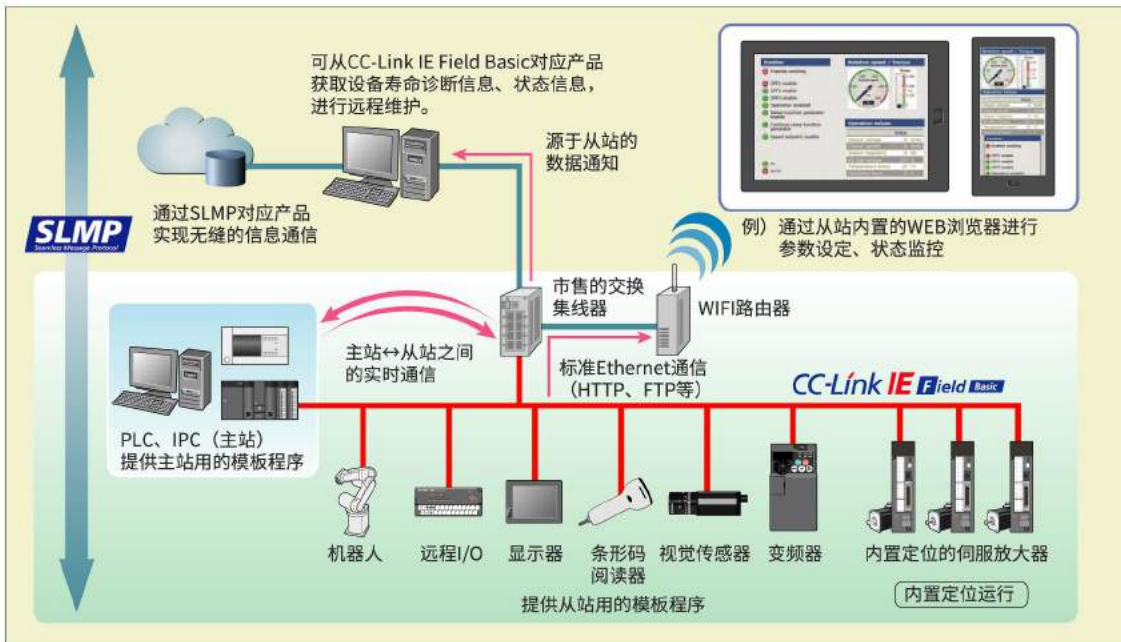 可从CC-Link IE Field Basic对应产品
获取设备寿命诊断信息、状态信息，
进行远程维护。
源于从站的
数据通知
通过SLMP对应产品
实现无缝的信息通信
SLMP
Seamless Message Protocol
例）通过从站内置的WEB浏览器进行
参数设定、状态监控
市售的交换
集线器
WIFI路由器
主站↔从站之间
的实时通信
标准Ethernet通信
（HTTP、FTP等）
CC-Link IE Field Basic
PLC、IPC（主站）
提供主站用的模板程序
机器人
远程I/O
显示器
条形码
阅读器
视觉传感器
变频器
内置定位的伺服放大器
内置定位运行
提供从站用的模板程序